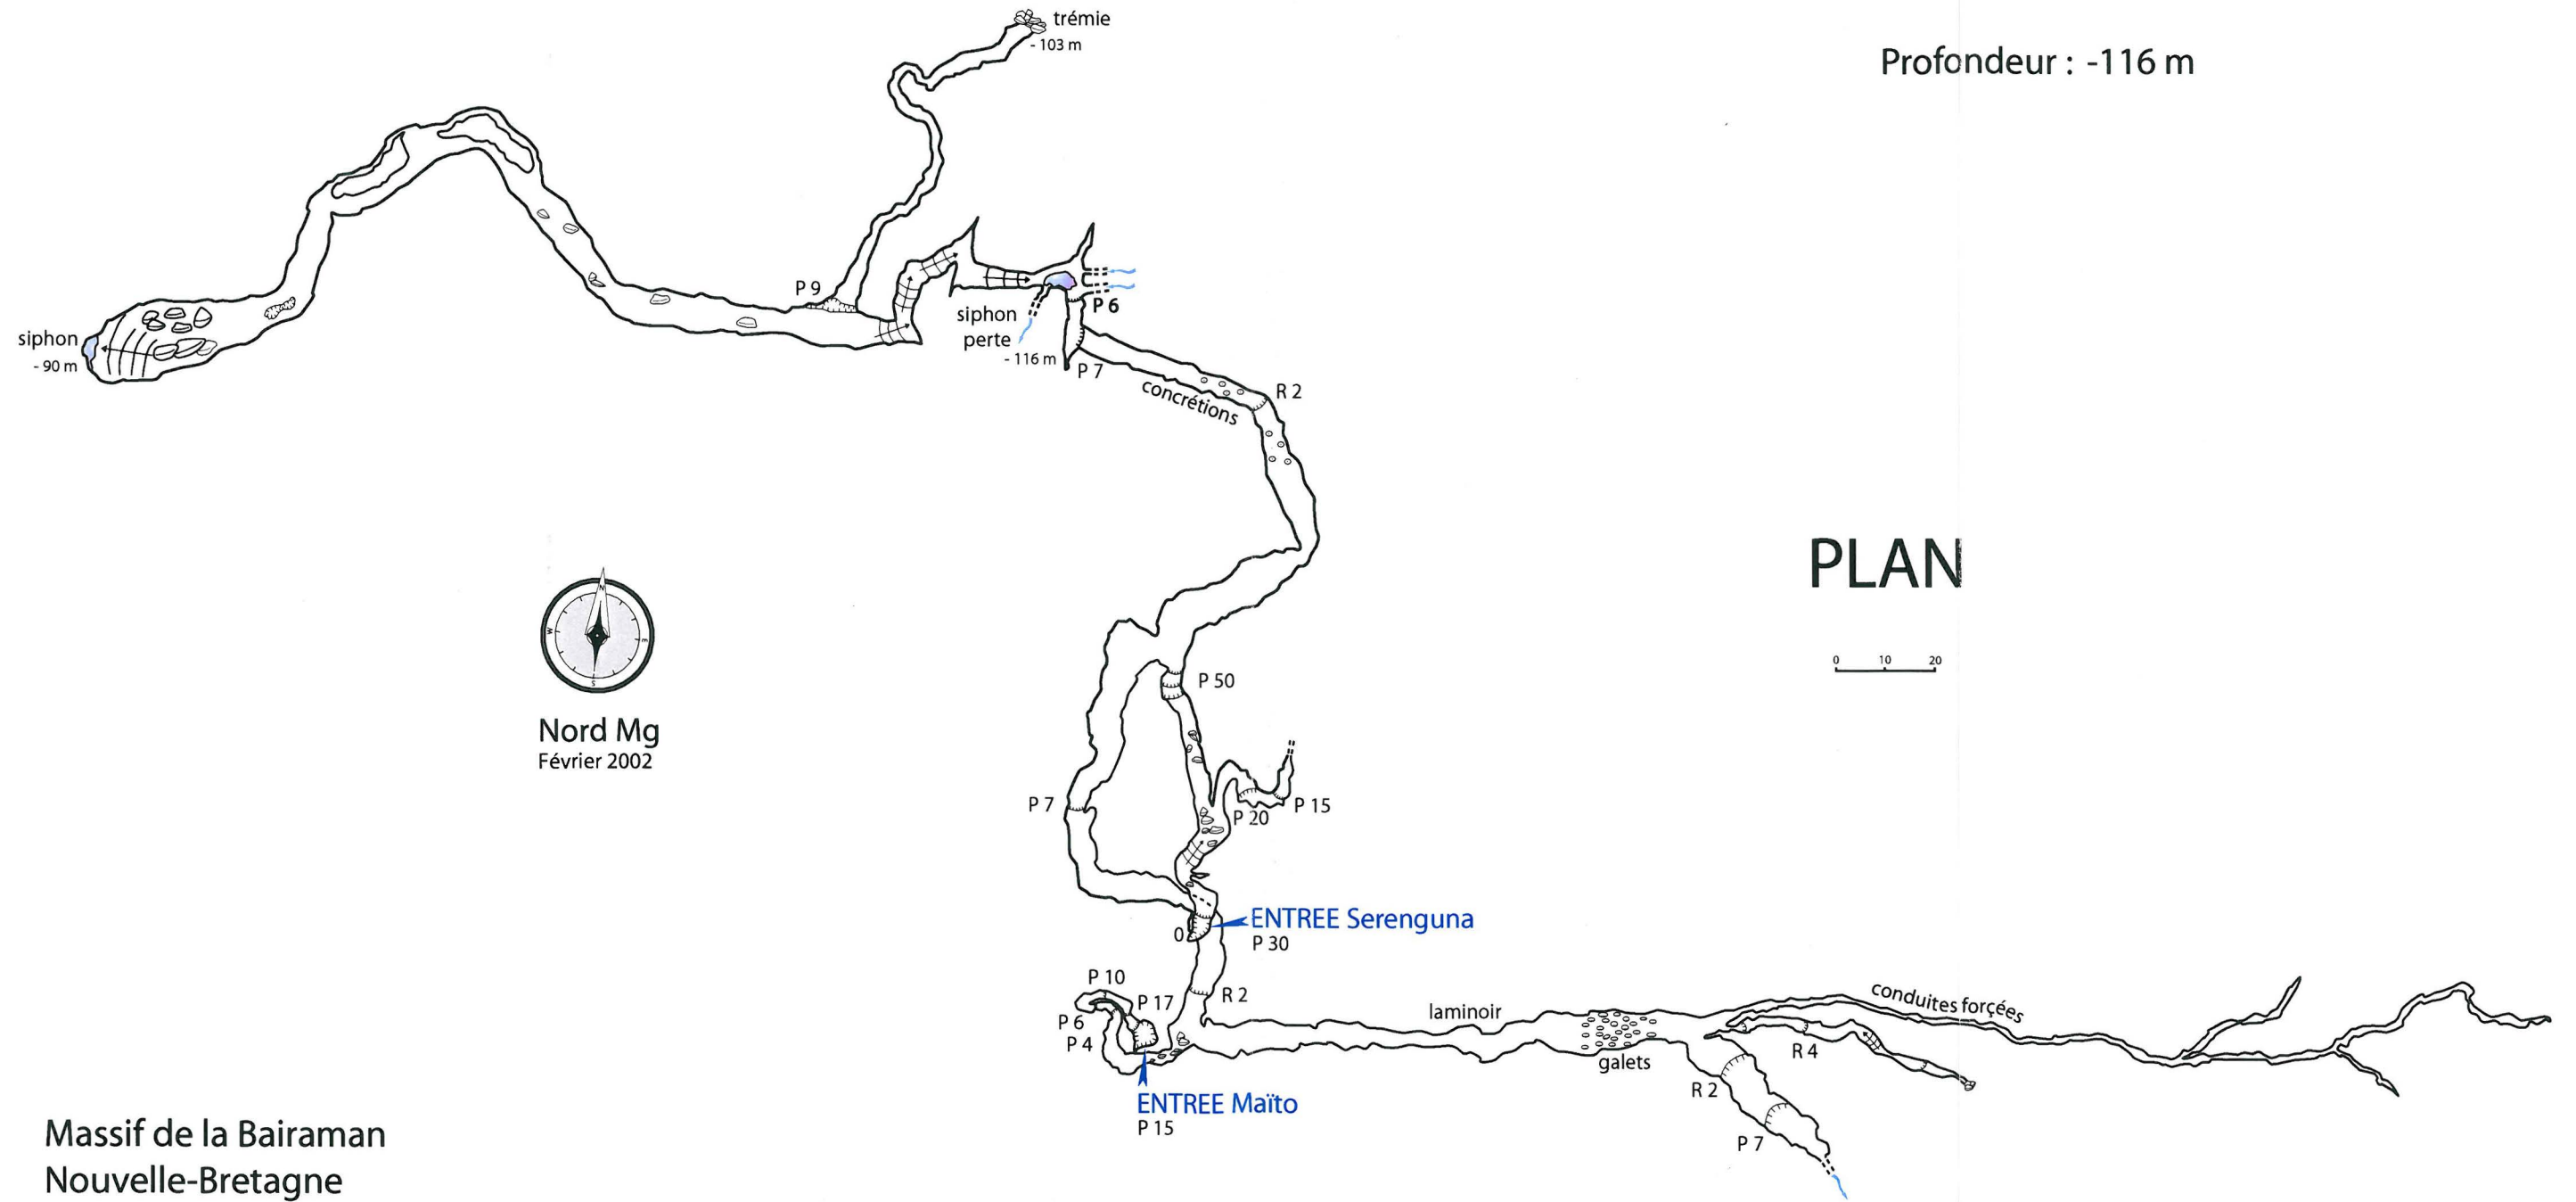 trémie
- 103 m
Profondeur : -116 m
P 9
siphon
perte
- 116 m
P 6
P 7
siphon
- 90 m
concrétions
R 2
PLAN
0 10 20
N
W
E
S
Nord Mg
Février 2002
P 50
P 7
P 20
P 15
ENTREE Serenguna
P 30
0
P 10
P 17
R 2
P 6
P 4
laminoir
conduites forçées
galets
R 4
R 2
P 7
ENTREE Maïto
P 15
Massif de la Bairaman
Nouvelle-Bretagne